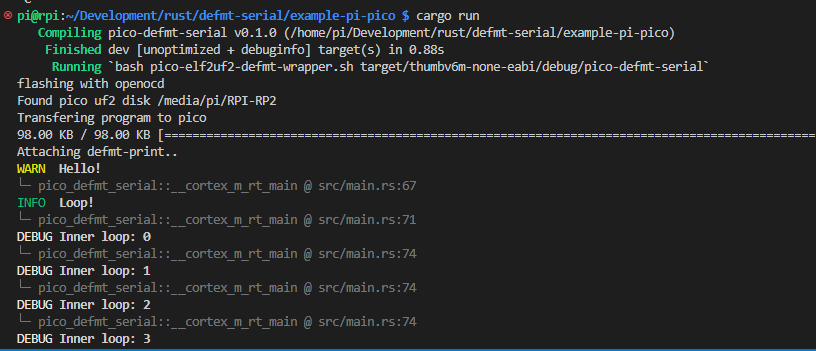 pi@rpi:~/Development/rust/defmt-serial/example-pi-pico $ cargo run
Compiling pico-defmt-serial v0.1.0 (/home/pi/Development/rust/defmt-serial/example-pi-pico)
Finished dev [unoptimized + debuginfo] target(s) in 0.88s
Running `bash pico-elf2uf2-defmt-wrapper.sh target/thumbv6m-none-eabi/debug/pico-defmt-serial`
flashing with openocd
Found pico uf2 disk /media/pi/RPI-RP2
Transfering program to pico
98.00 KB / 98.00 KB [==============================================================================================
Attaching defmt-print..
WARN  Hello!
└─ pico_defmt_serial::__cortex_m_rt_main @ src/main.rs:67
INFO  Loop!
└─ pico_defmt_serial::__cortex_m_rt_main @ src/main.rs:71
DEBUG Inner loop: 0
└─ pico_defmt_serial::__cortex_m_rt_main @ src/main.rs:74
DEBUG Inner loop: 1
└─ pico_defmt_serial::__cortex_m_rt_main @ src/main.rs:74
DEBUG Inner loop: 2
└─ pico_defmt_serial::__cortex_m_rt_main @ src/main.rs:74
DEBUG Inner loop: 3